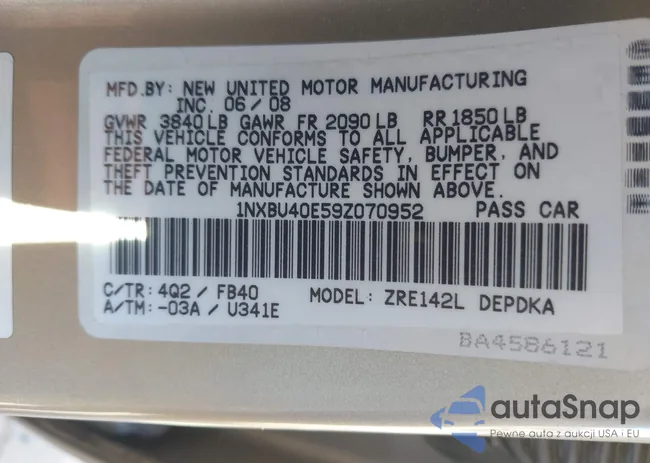 MFD.BY: NEW UNITED MOTOR MANUFACTURING
INC. 06/08
GVWR 3840LB GAWR FR 2090LB RR 1850LB
THIS VEHICLE CONFORMS TO ALL APPLICABLE
FEDERAL MOTOR VEHICLE SAFETY, BUMPER, AND
THEFT PREVENTION STANDARDS IN EFFECT ON
THE DATE OF MANUFACTURE SHOWN ABOVE.
1NXBU40E59Z070952 PASS CAR
C/TR: 4Q2 / FB40 MODEL: ZRE142L DEPDKA
A/TM: -03A / U341E
BA4586121
autaSnap
Pewne auta z aukcji USA i EU